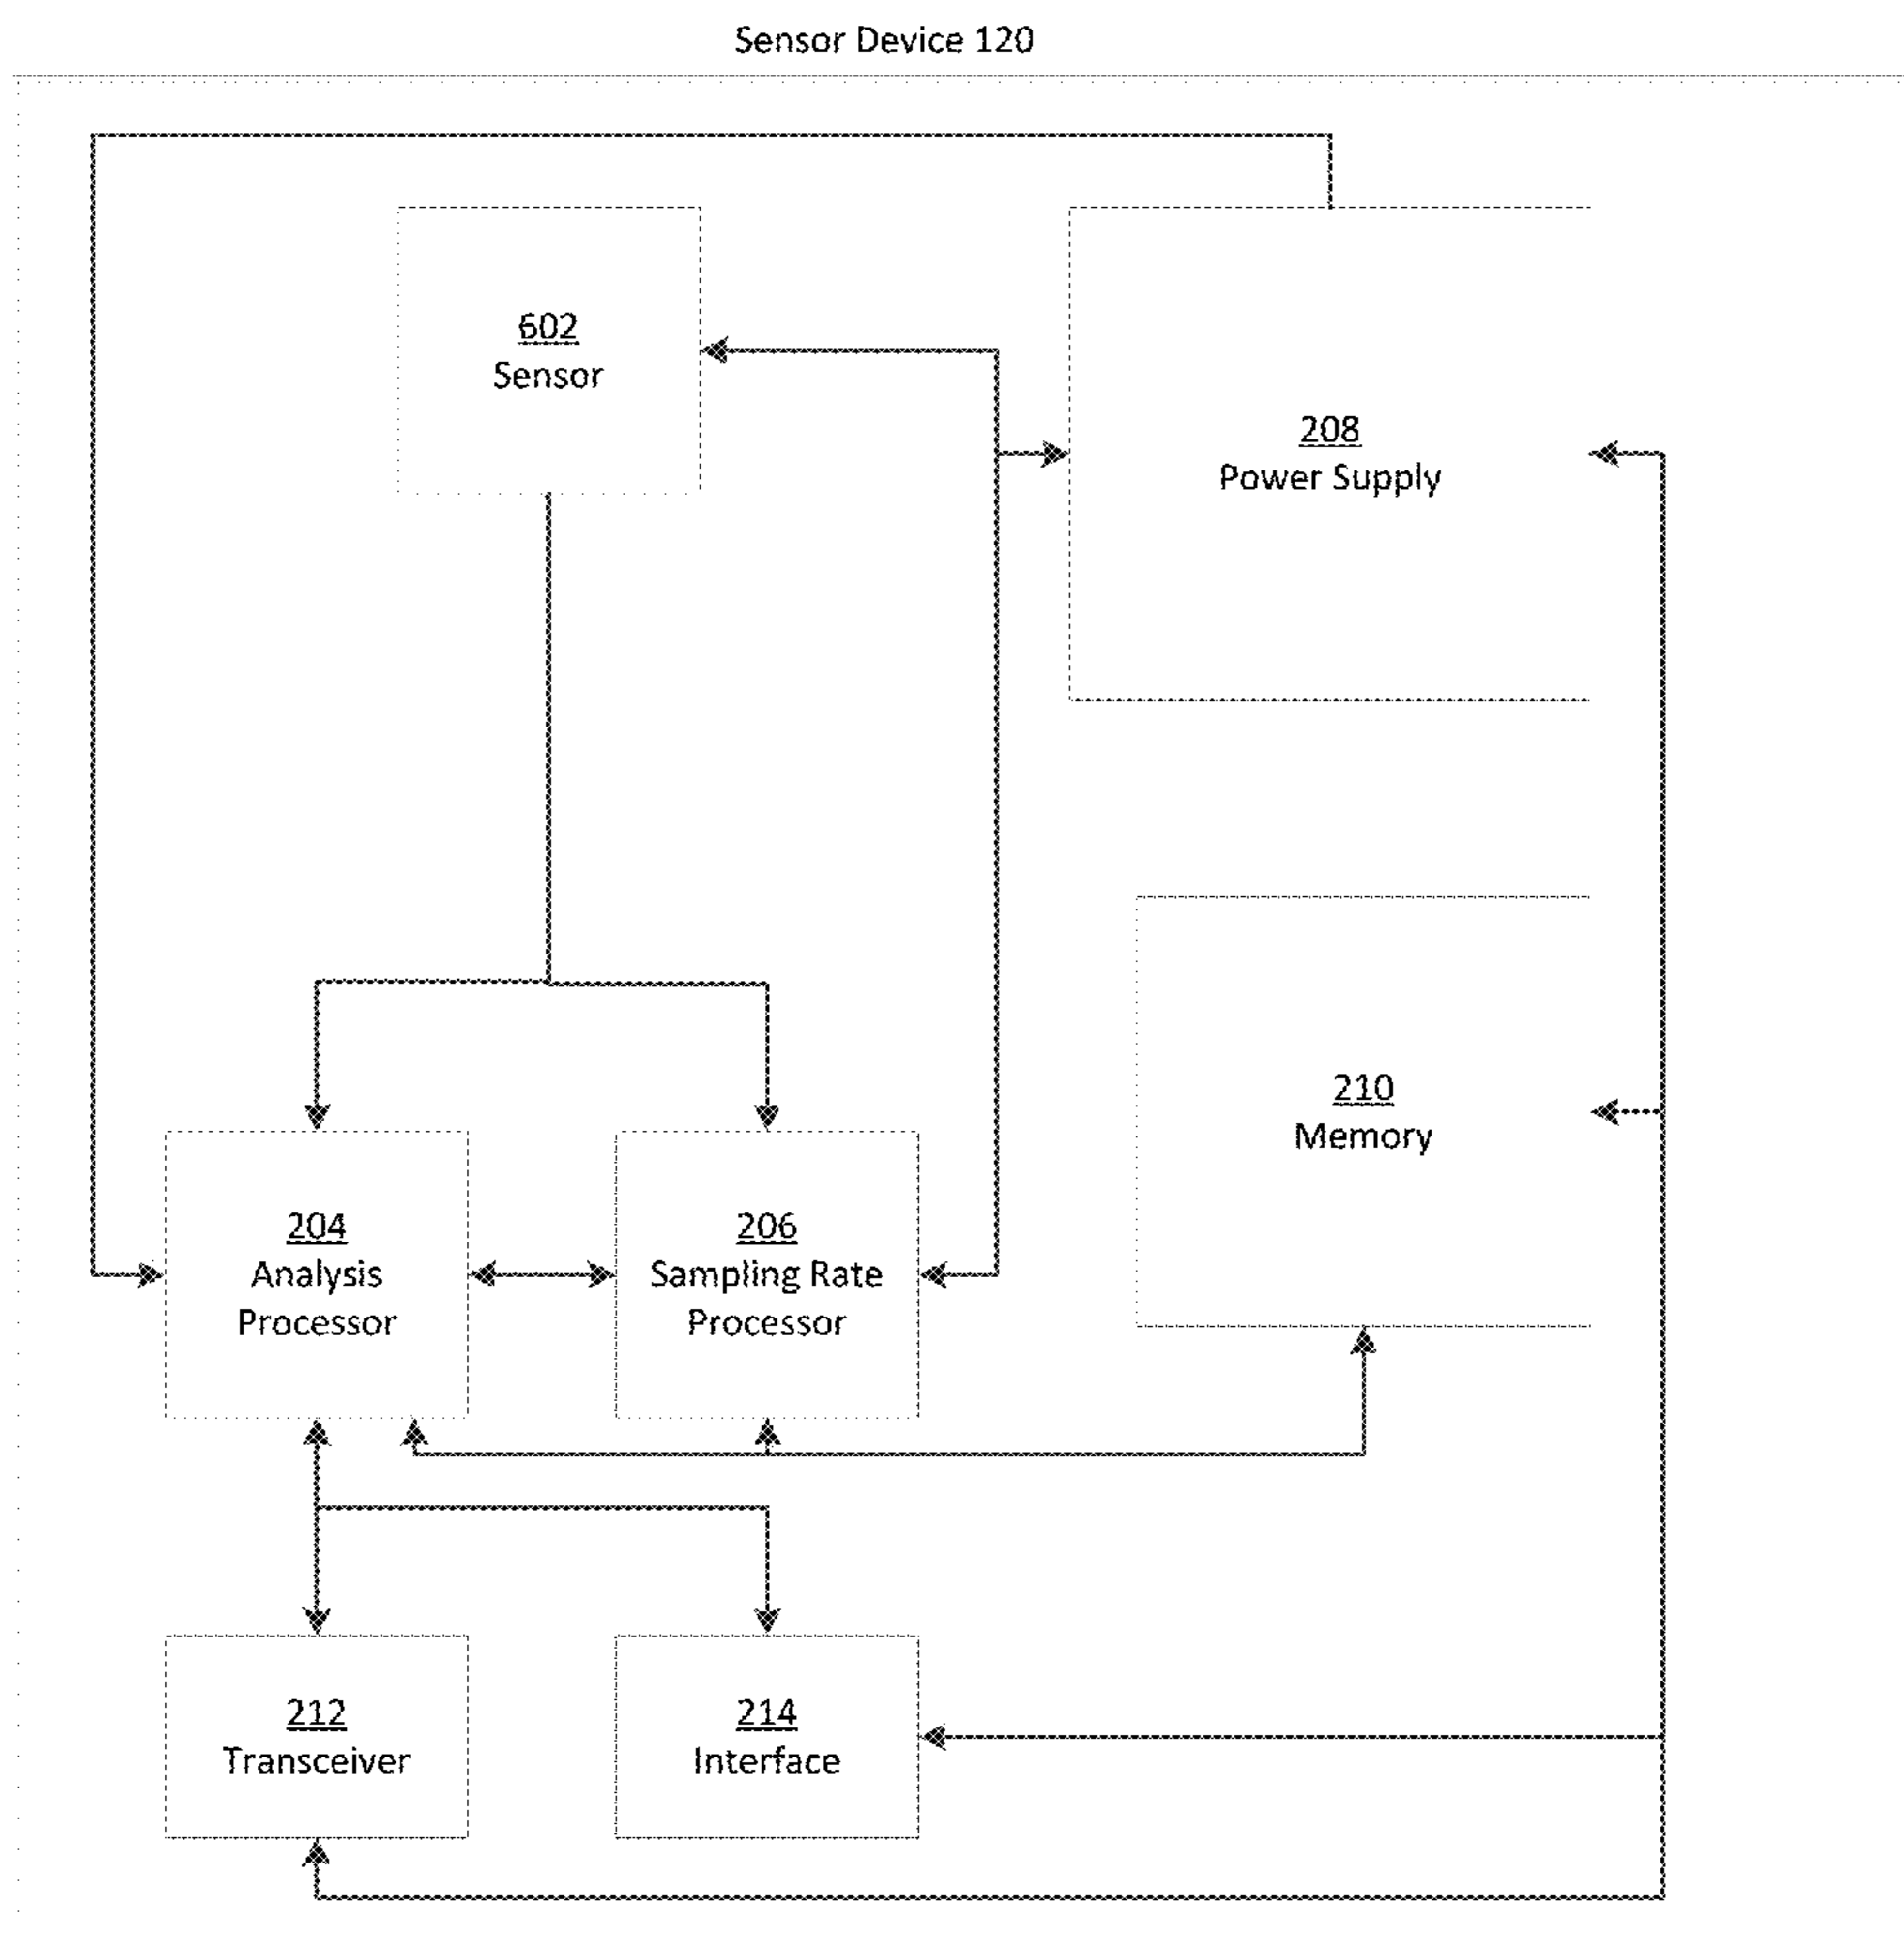 Sensor Device 120
602
Sensor
208
Power Supply
210
Memory
204
Analysis
Processor
206
Sampling Rate
Processor
212
Transceiver
214
Interface